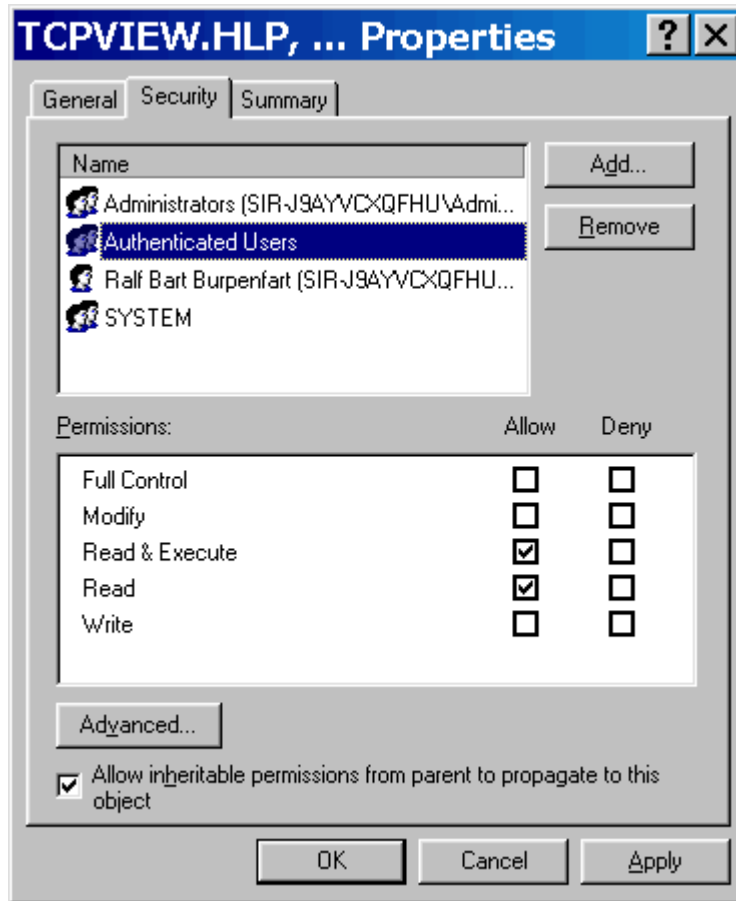 TCPVIEW.HLP, ... Properties
General Security Summary
Name
Add...
Administrators (SIR-J9AYVCXQFHU\Admi...
Remove
Authenticated Users
Ralf Bart Burpenfart (SIR-J9AYVCXQFHU...
SYSTEM
Permissions: Allow Deny
Full Control
Modify
Read & Execute
Read
Write
Advanced...
Allow inheritable permissions from parent to propagate to this
object
OK Cancel Apply